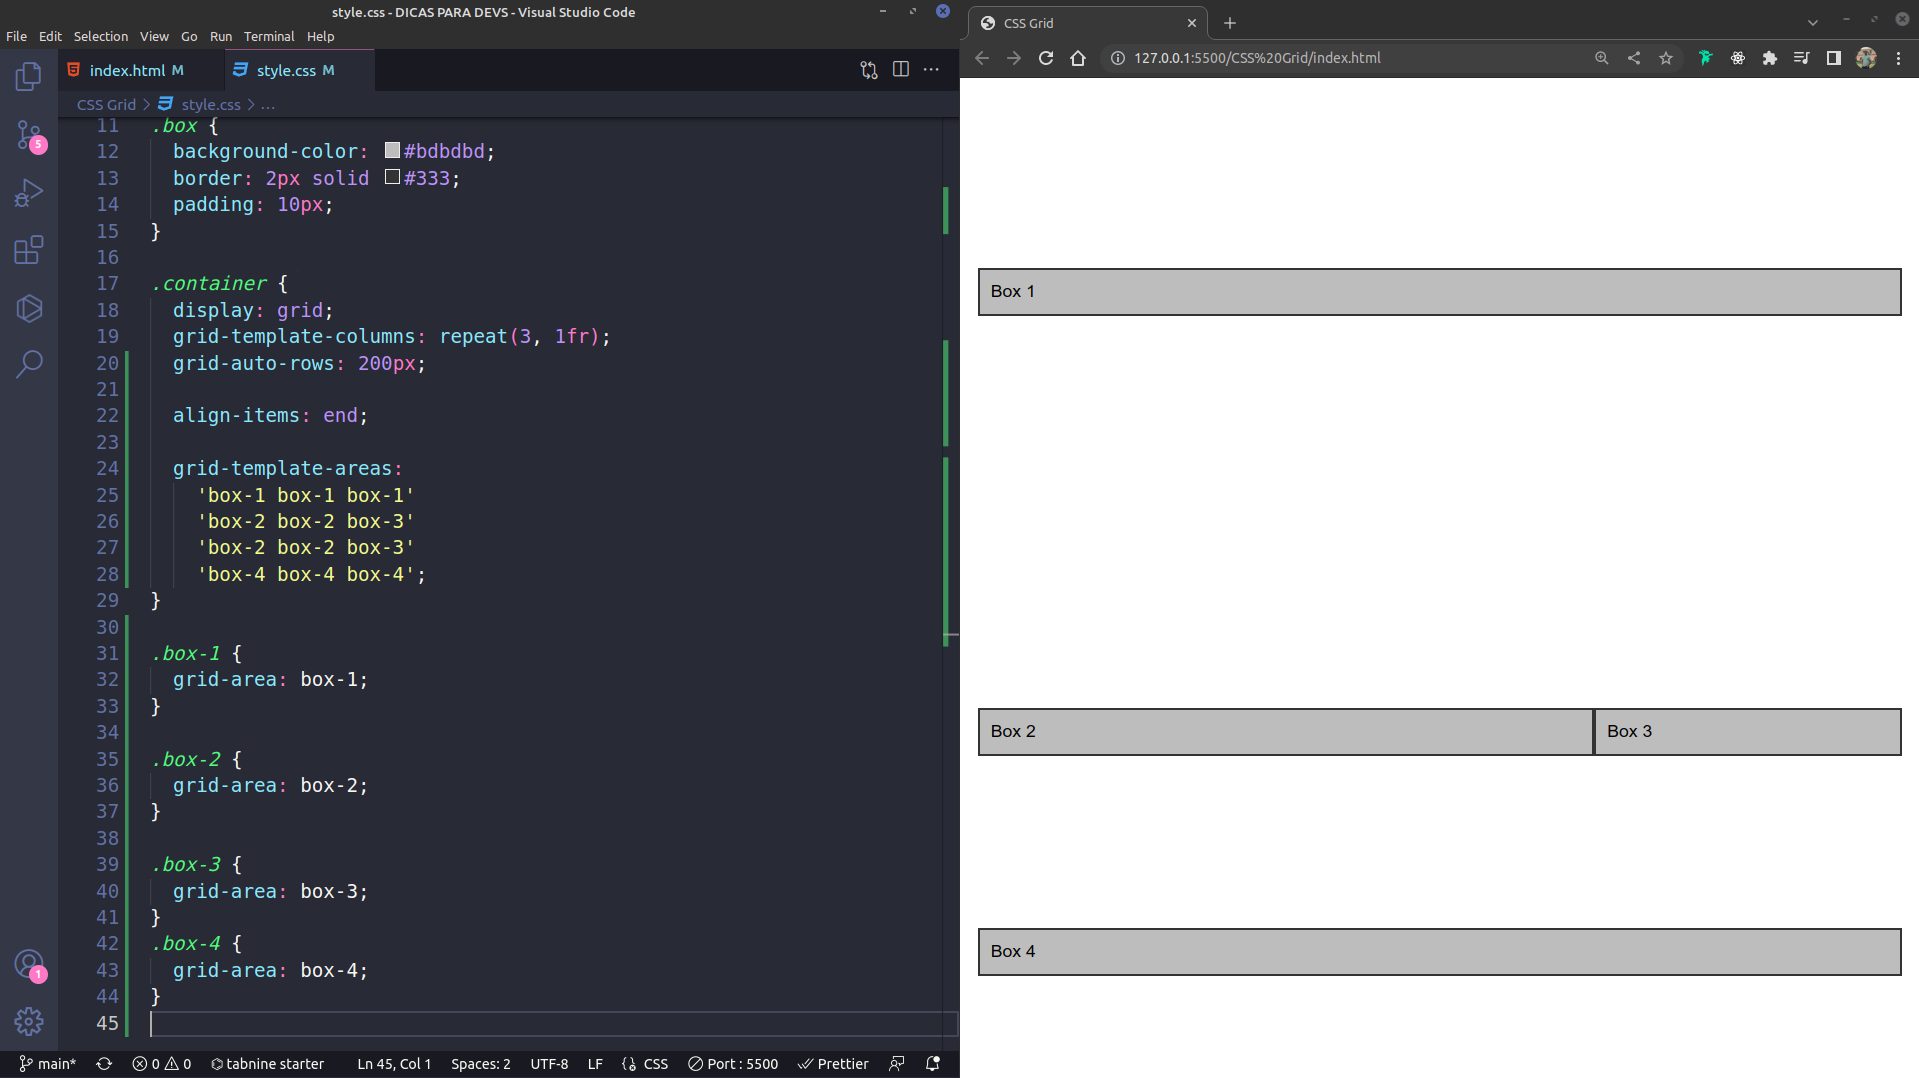 style.css - DICAS PARA DEVS - Visual Studio Code
File Edit Selection View Go Run Terminal Help
index.html M style.css M
CSS Grid > style.css > ...
11 .box {
12 background-color: #bdbdbd;
13 border: 2px solid #333;
14 padding: 10px;
15 }
16
17 .container {
18 display: grid;
19 grid-template-columns: repeat(3, 1fr);
20 grid-auto-rows: 200px;
21
22 align-items: end;
23
24 grid-template-areas:
25 'box-1 box-1 box-1'
26 'box-2 box-2 box-3'
27 'box-2 box-2 box-3'
28 'box-4 box-4 box-4';
29 }
30
31 .box-1 {
32 grid-area: box-1;
33 }
34
35 .box-2 {
36 grid-area: box-2;
37 }
38
39 .box-3 {
40 grid-area: box-3;
41 }
42 .box-4 {
43 grid-area: box-4;
44 }
45
5
1
main* 0 0 tabnine starter Ln 45, Col 1 Spaces: 2 UTF-8 LF CSS Port : 5500 Prettier
CSS Grid
127.0.0.1:5500/CSS%20Grid/index.html
Box 1
Box 2 Box 3
Box 4